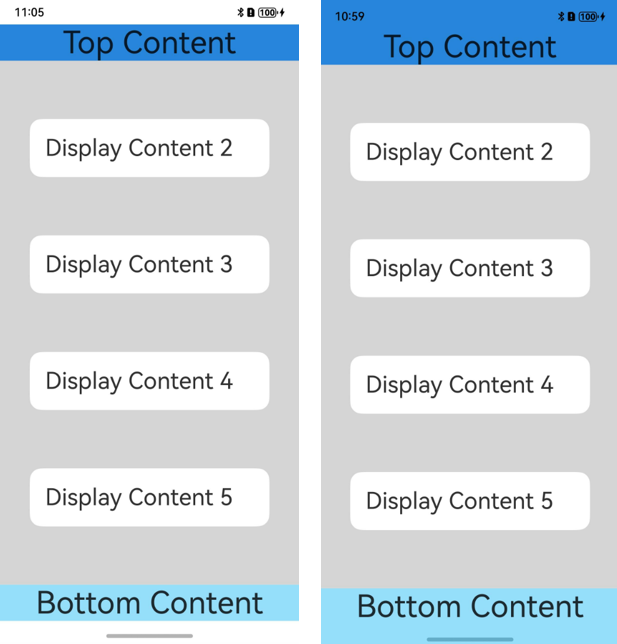 11:05
100
Top Content
Display Content 2
Display Content 3
Display Content 4
Display Content 5
Bottom Content
10:59
100
Top Content
Display Content 2
Display Content 3
Display Content 4
Display Content 5
Bottom Content